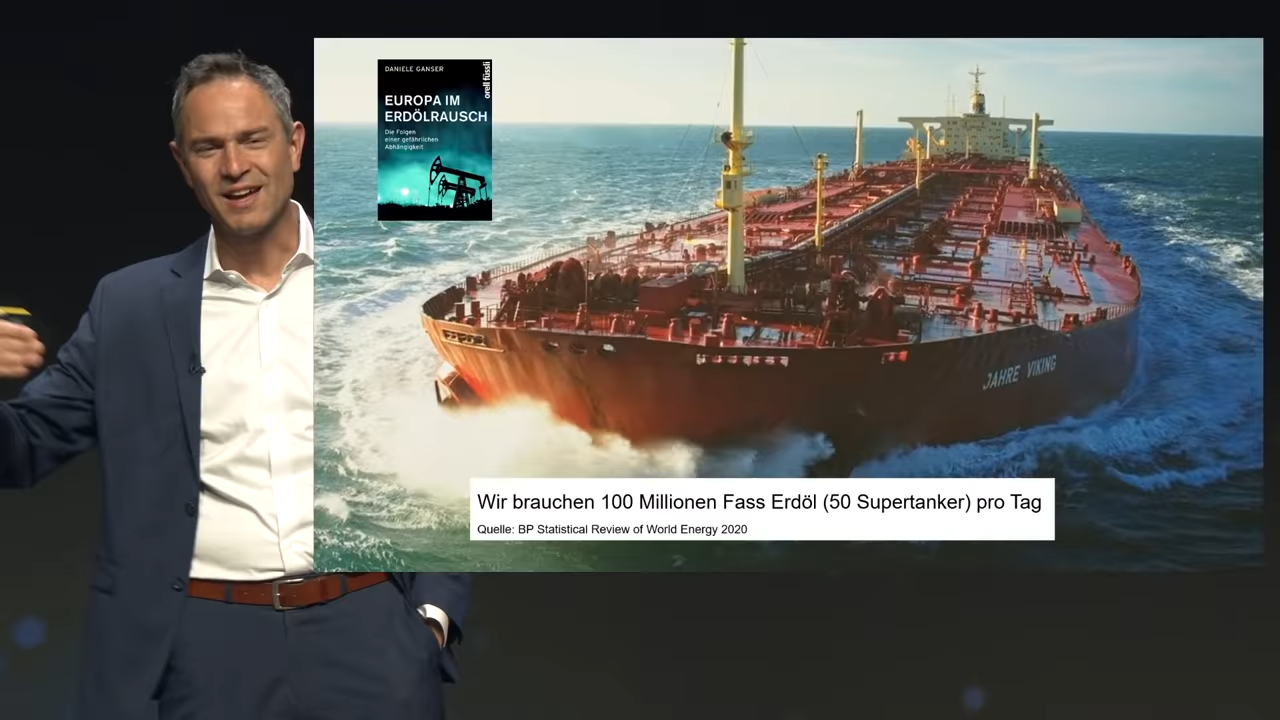 DANIELE GANSER
orell füssli
EUROPA IM
ERDÖLRAUSCH
Die Folgen
einer gefährlichen
Abhängigkeit
JAHRE VIKING
Wir brauchen 100 Millionen Fass Erdöl (50 Supertanker) pro Tag
Quelle: BP Statistical Review of World Energy 2020